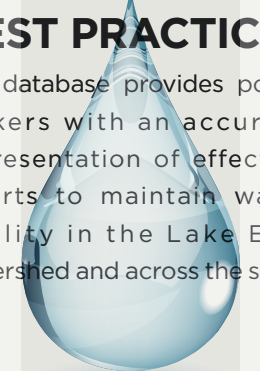 EST PRACTIC
database provides po
kers with an accur
resentation of effec
rts to maintain wa
lity in the Lake E
ershed and across the s